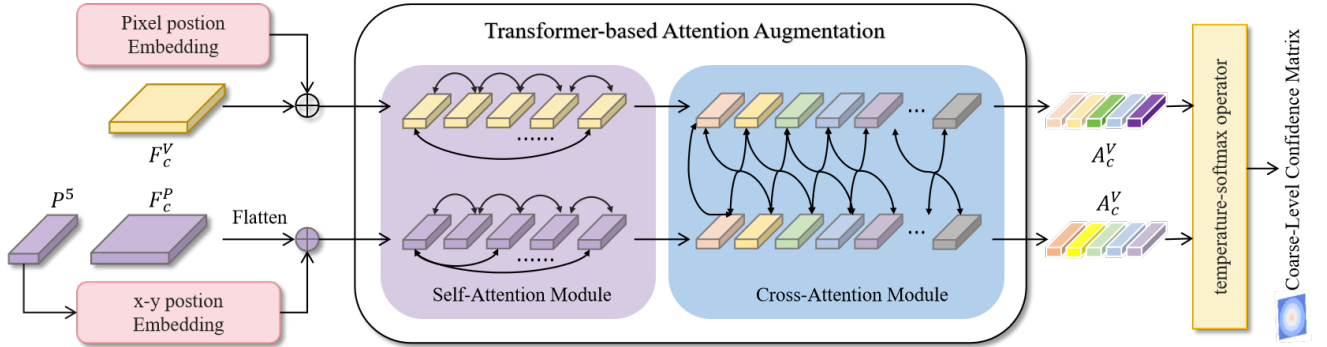 Pixel postion
Embedding
F_c^V
P^5
F_c^P
Flatten
x-y postion
Embedding
Transformer-based Attention Augmentation
......
......
Self-Attention Module
...
...
Cross-Attention Module
A_c^V
A_c^V
temperature-softmax operator
Coarse-Level Confidence Matrix